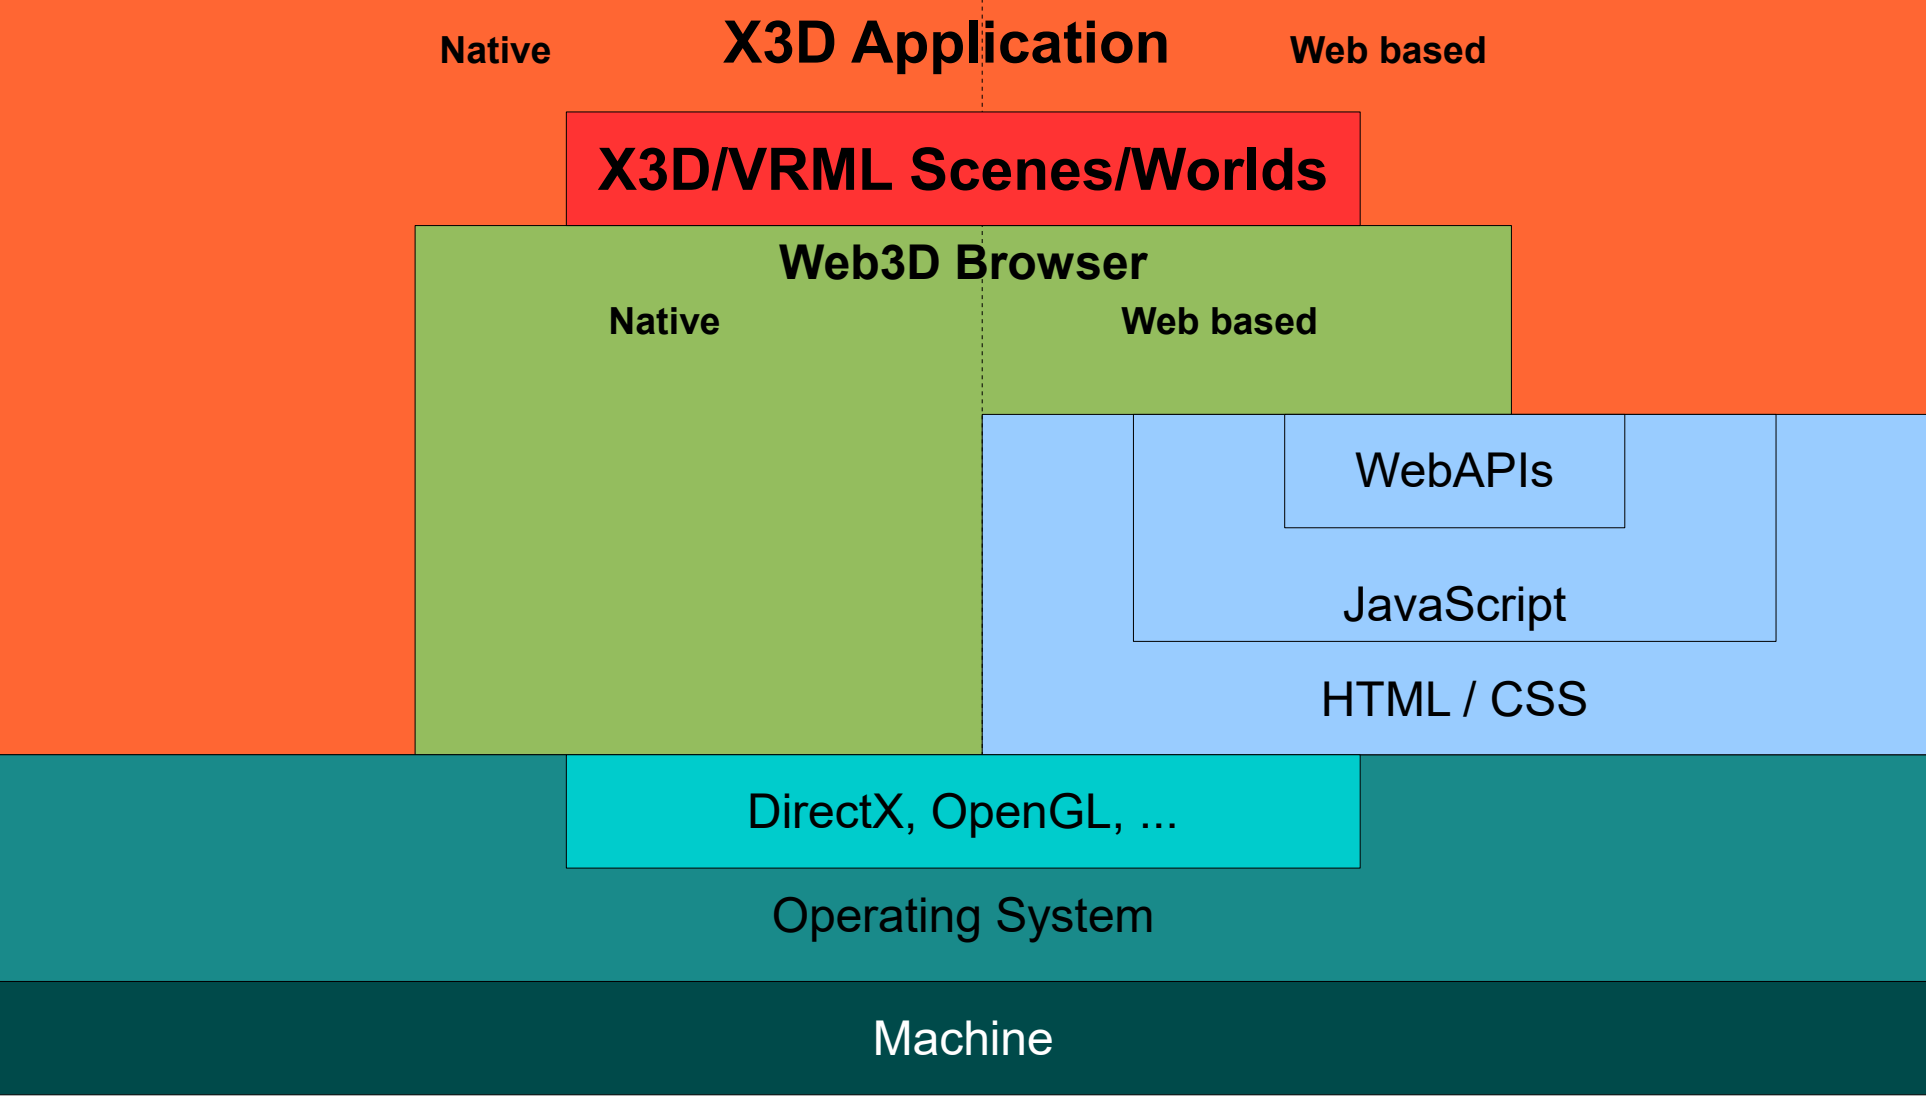 X3D Application
Native
Web based
X3D/VRML Scenes/Worlds
Web3D Browser
Native
Web based
WebAPIs
JavaScript
HTML / CSS
DirectX, OpenGL, ...
Operating System
Machine